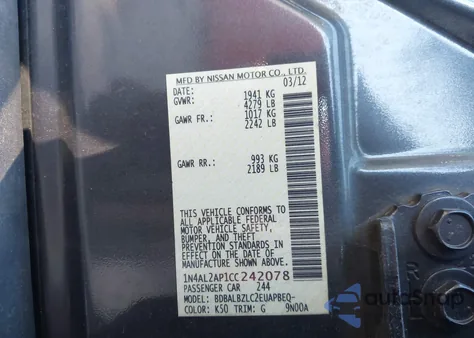 MFD BY NISSAN MOTOR CO., LTD.
DATE: 03/12
GVWR: 1941 KG
4279 LB
GAWR FR.: 1017 KG
2242 LB
GAWR RR.: 993 KG
2189 LB
THIS VEHICLE CONFORMS TO
ALL APPLICABLE FEDERAL
MOTOR VEHICLE SAFETY,
BUMPER, AND THEFT
PREVENTION STANDARDS
IN EFFECT ON THE DATE OF
MANUFACTURE SHOWN ABOVE.
1N4AL2AP1CC242078
PASSENGER CAR 244
MODEL: BDBALBZLC2EUAPBEQ-
COLOR: K50 TRIM: G 9N00A
R
AutoSnap